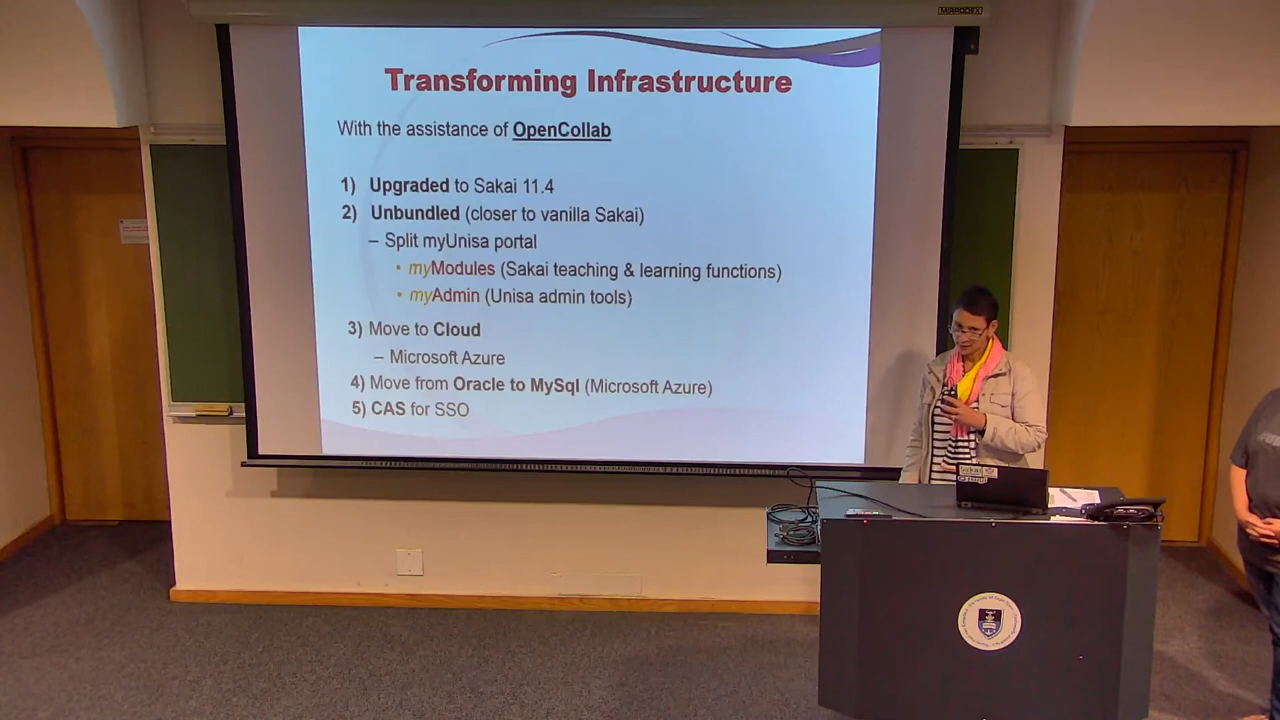 MIRRODEX
Transforming Infrastructure
With the assistance of OpenCollab
1) Upgraded to Sakai 11.4
2) Unbundled (closer to vanilla Sakai)
– Split myUnisa portal
• myModules (Sakai teaching & learning functions)
• myAdmin (Unisa admin tools)
3) Move to Cloud
– Microsoft Azure
4) Move from Oracle to MySql (Microsoft Azure)
5) CAS for SSO
Sakai